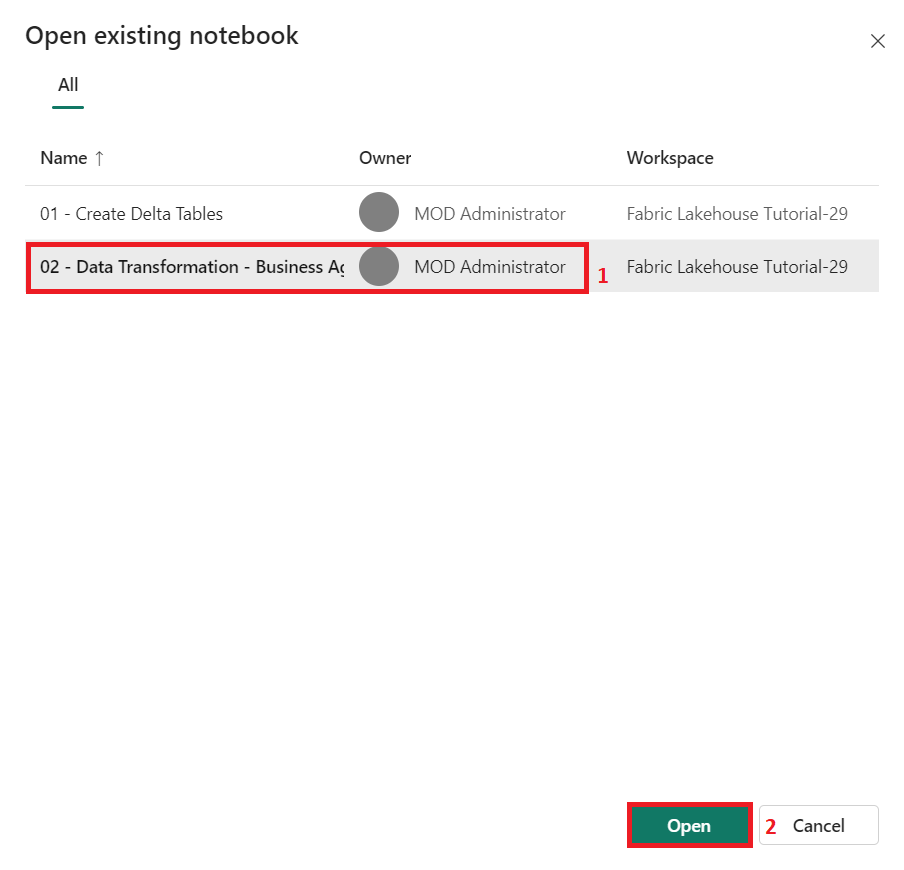 Open existing notebook
All
Name ↑ Owner Workspace
01 - Create Delta Tables MOD Administrator Fabric Lakehouse Tutorial-29
02 - Data Transformation - Business Ag MOD Administrator 1 Fabric Lakehouse Tutorial-29
Open 2 Cancel